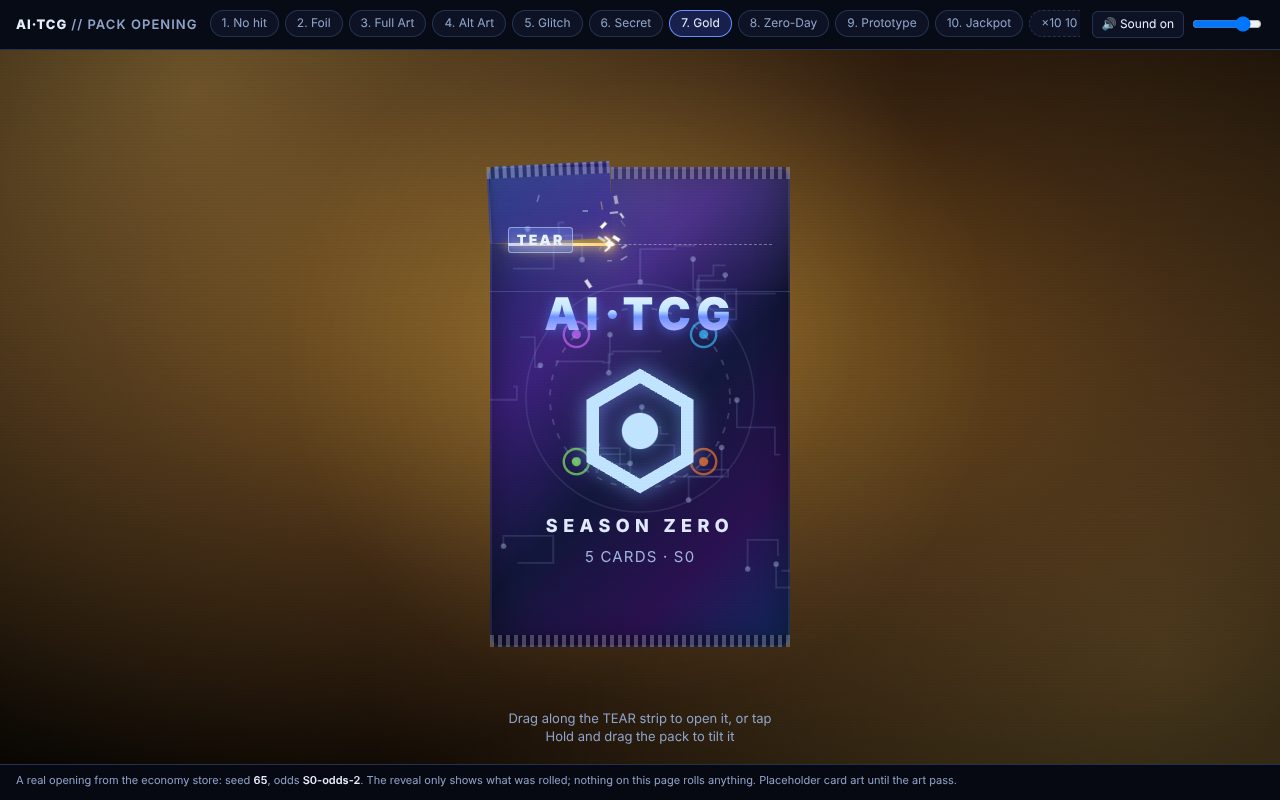 AI·TCG // PACK OPENING
1. No hit
2. Foil
3. Full Art
4. Alt Art
5. Glitch
6. Secret
7. Gold
8. Zero-Day
9. Prototype
10. Jackpot
×10 10
🔊 Sound on
TEAR
AI·TCG
SEASON ZERO
5 CARDS · S0
Drag along the TEAR strip to open it, or tap
Hold and drag the pack to tilt it
A real opening from the economy store: seed 65, odds S0-odds-2. The reveal only shows what was rolled; nothing on this page rolls anything. Placeholder card art until the art pass.